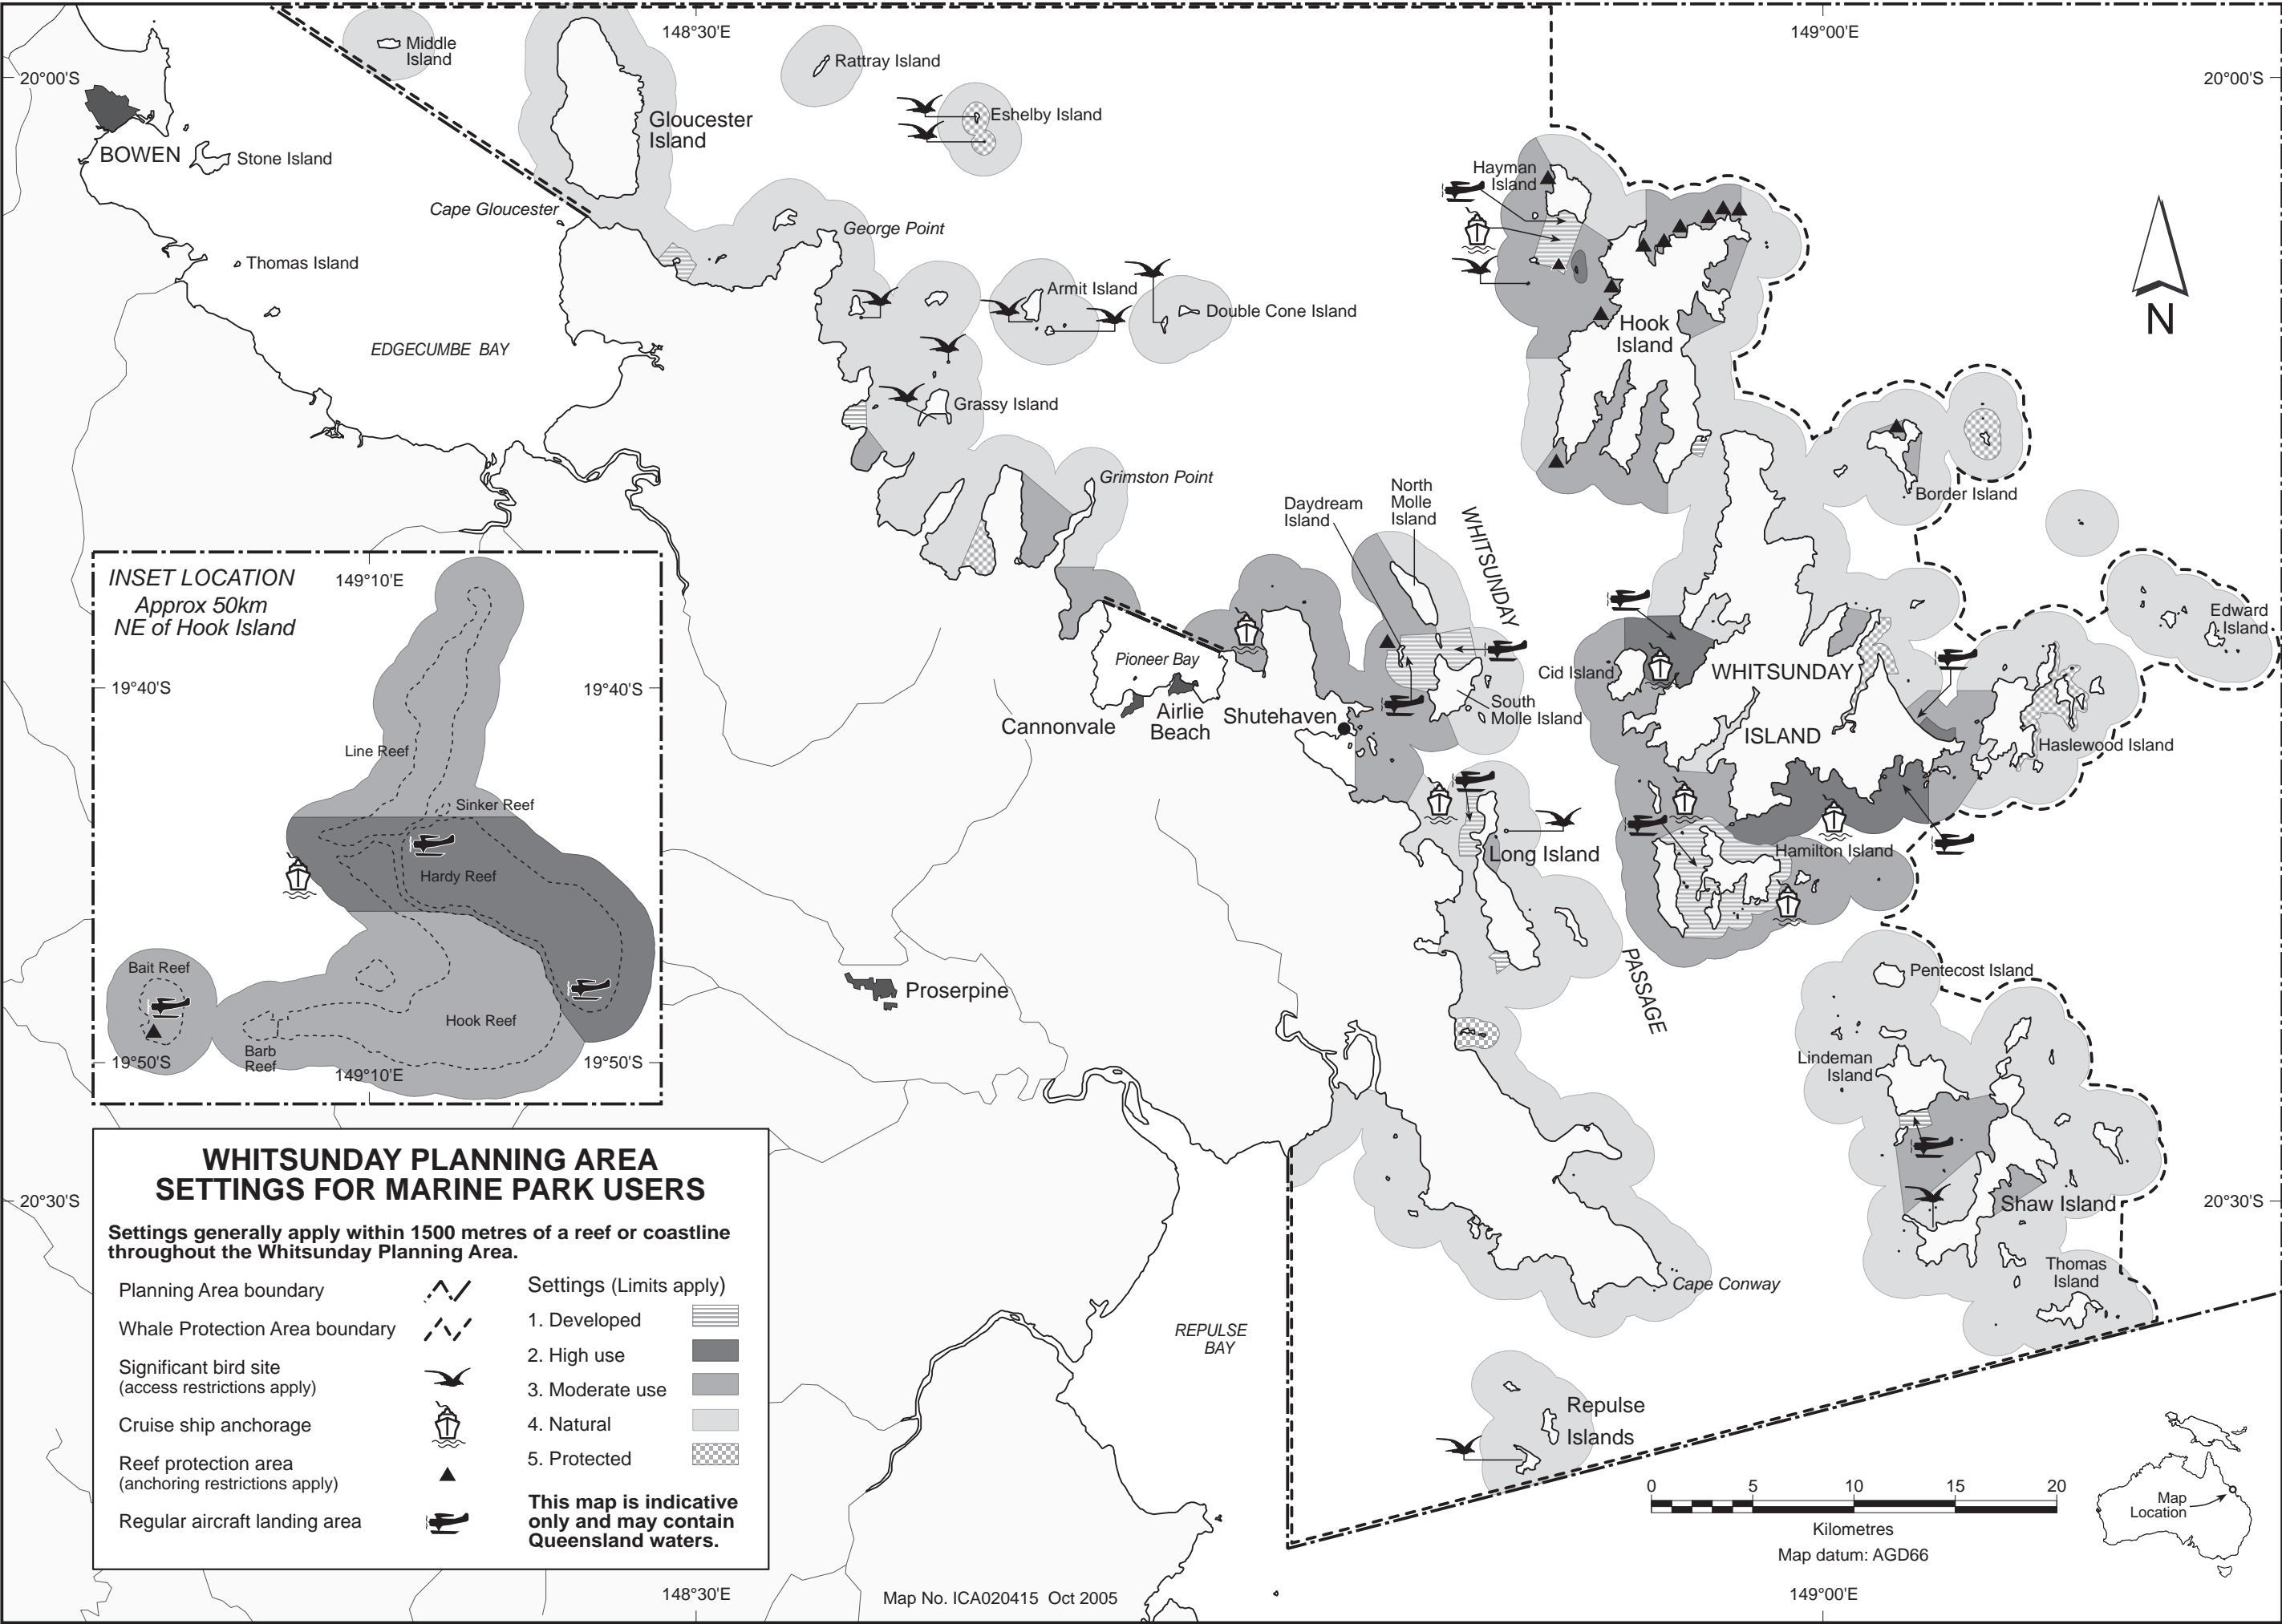 148°30'E
149°00'E
20°00'S
20°00'S
Middle
Island
Rattray Island
Eshelby Island
Gloucester
Island
BOWEN
Stone Island
Cape Gloucester
George Point
Thomas Island
EDGECUMBE BAY
Armit Island
Double Cone Island
Grassy Island
Grimston Point
Hayman
Island
Hook
Island
N
Border Island
Daydream
Island
North
Molle
Island
WHITSUNDAY
PASSAGE
Edward
Island
Cid Island
WHITSUNDAY
ISLAND
South
Molle Island
Haslewood Island
Pioneer Bay
Cannonvale
Airlie
Beach
Shutehaven
Long Island
Hamilton Island
Pentecost Island
Lindeman
Island
Shaw Island
Thomas
Island
Proserpine
Cape Conway
REPULSE
BAY
Repulse
Islands
20°30'S
20°30'S
INSET LOCATION
Approx 50km
NE of Hook Island
149°10'E
19°40'S
19°40'S
Line Reef
Sinker Reef
Hardy Reef
Bait Reef
Hook Reef
Barb
Reef
19°50'S
149°10'E
19°50'S
WHITSUNDAY PLANNING AREA
SETTINGS FOR MARINE PARK USERS
Settings generally apply within 1500 metres of a reef or coastline
throughout the Whitsunday Planning Area.
Planning Area boundary
Whale Protection Area boundary
Significant bird site
(access restrictions apply)
Cruise ship anchorage
Reef protection area
(anchoring restrictions apply)
Regular aircraft landing area
Settings (Limits apply)
1. Developed
2. High use
3. Moderate use
4. Natural
5. Protected
This map is indicative
only and may contain
Queensland waters.
0 5 10 15 20
Kilometres
Map datum: AGD66
Map
Location
148°30'E
Map No. ICA020415 Oct 2005
149°00'E